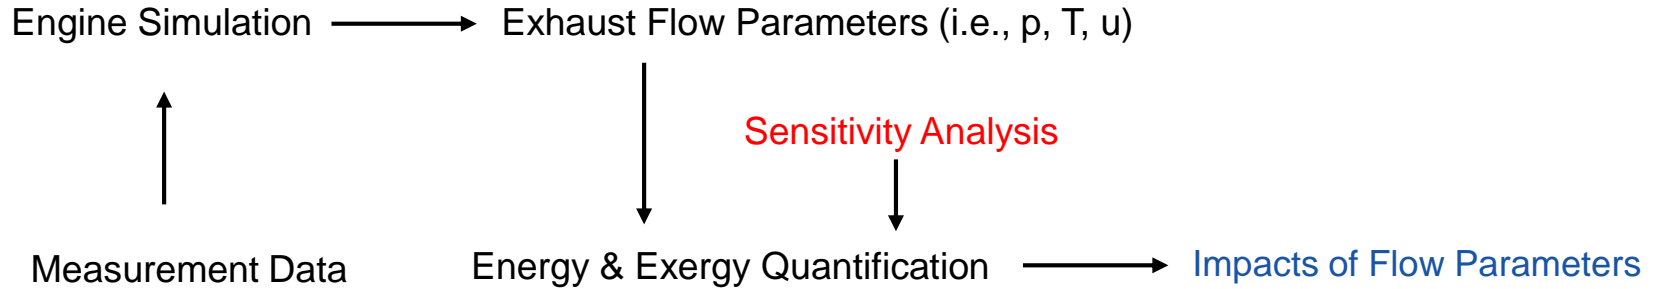 Engine Simulation
Exhaust Flow Parameters (i.e., p, T, u)
Sensitivity Analysis
Measurement Data
Energy & Exergy Quantification
Impacts of Flow Parameters